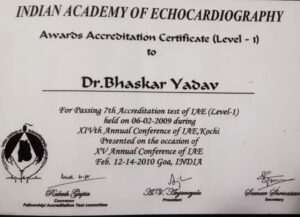 INDIAN ACADEMY OF ECHOCARDIOGRAPHY
Awards Accreditation Certificate (Level - 1)
to
Dr.Bhaskar Yadav
For Passing 7th Accreditation test of IAE (Level-1)
held on 06-02-2009 during
XIVth Annual Conference of IAE,Kochi
Presented on the occasion of
XV Annual Conference of IAE
Feb. 12-14-2010 Goa, INDIA
Rakesh Gupta
Convenor
Fellowship/Accreditation Test committee
President
Secretary